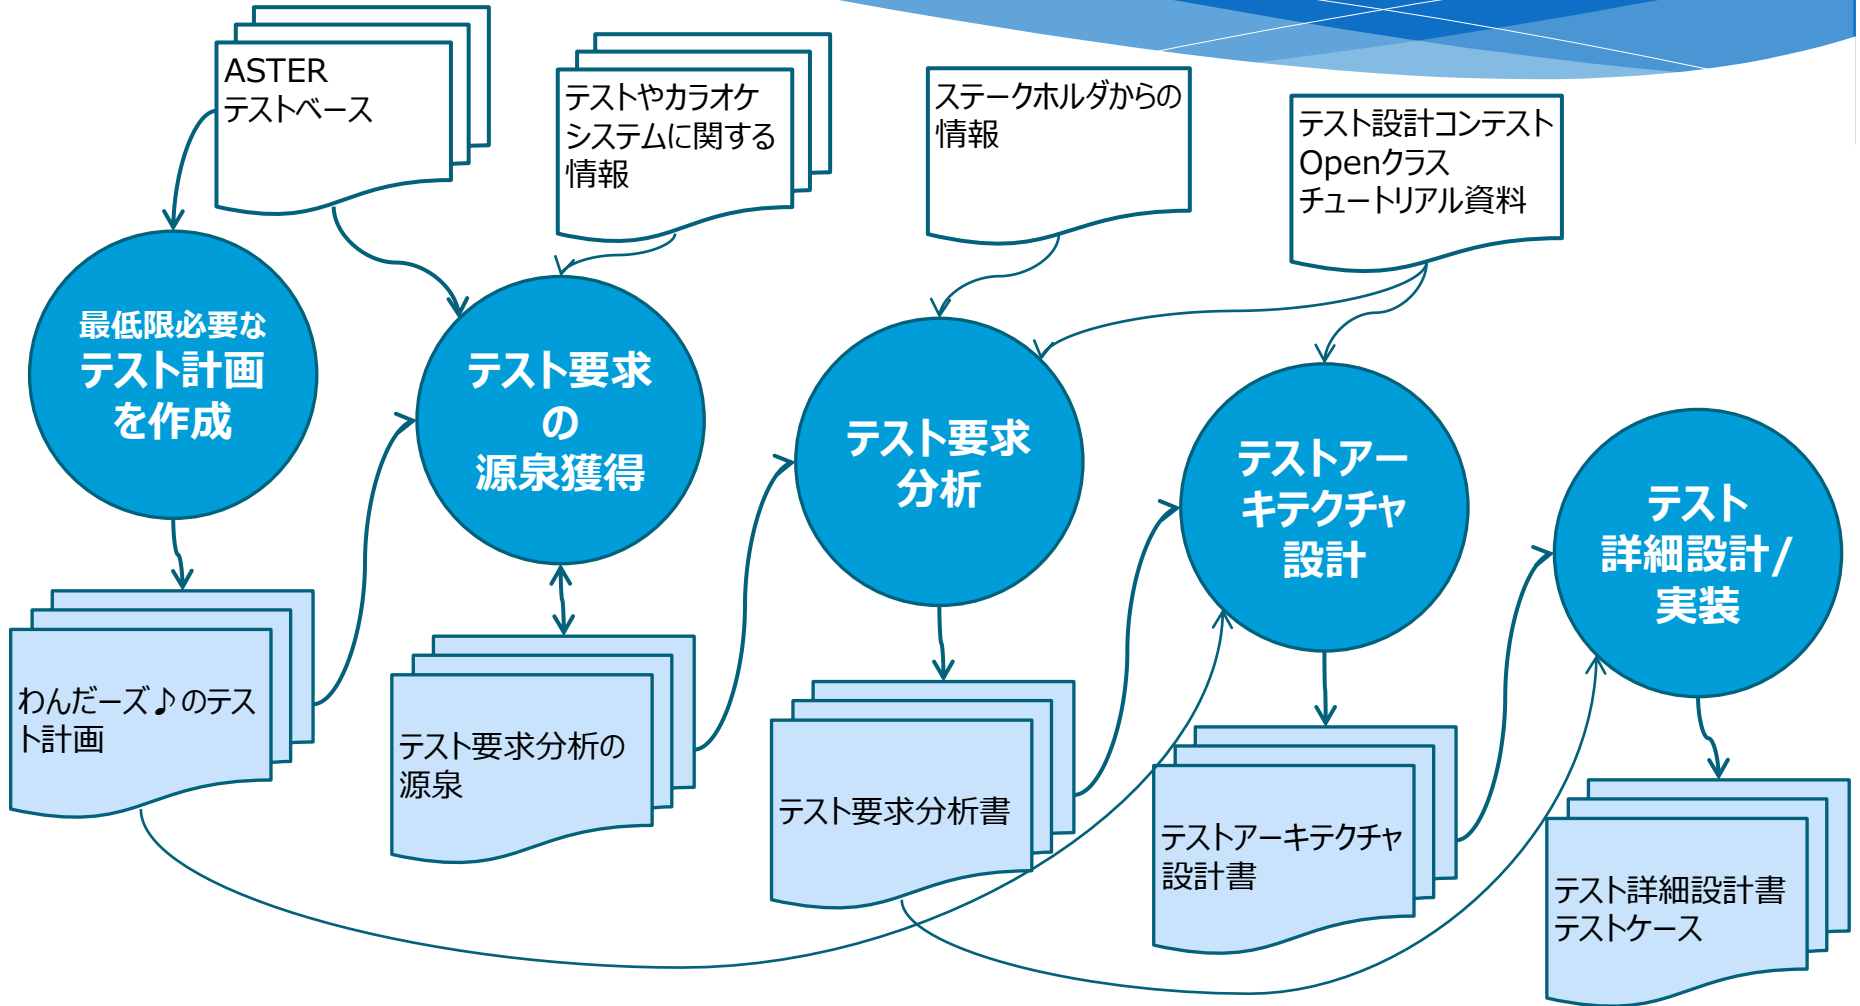 ASTER
テストベース
テストやカラオケ
システムに関する
情報
ステークホルダからの
情報
テスト設計コンテスト
Openクラス
チュートリアル資料
最低限必要な
テスト計画
を作成
テスト要求
の
源泉獲得
テスト要求
分析
テストアー
キテクチャ
設計
テスト
詳細設計/
実装
わんだーズ♪のテス
ト計画
テスト要求分析の
源泉
テスト要求分析書
テストアーキテクチャ
設計書
テスト詳細設計書
テストケース